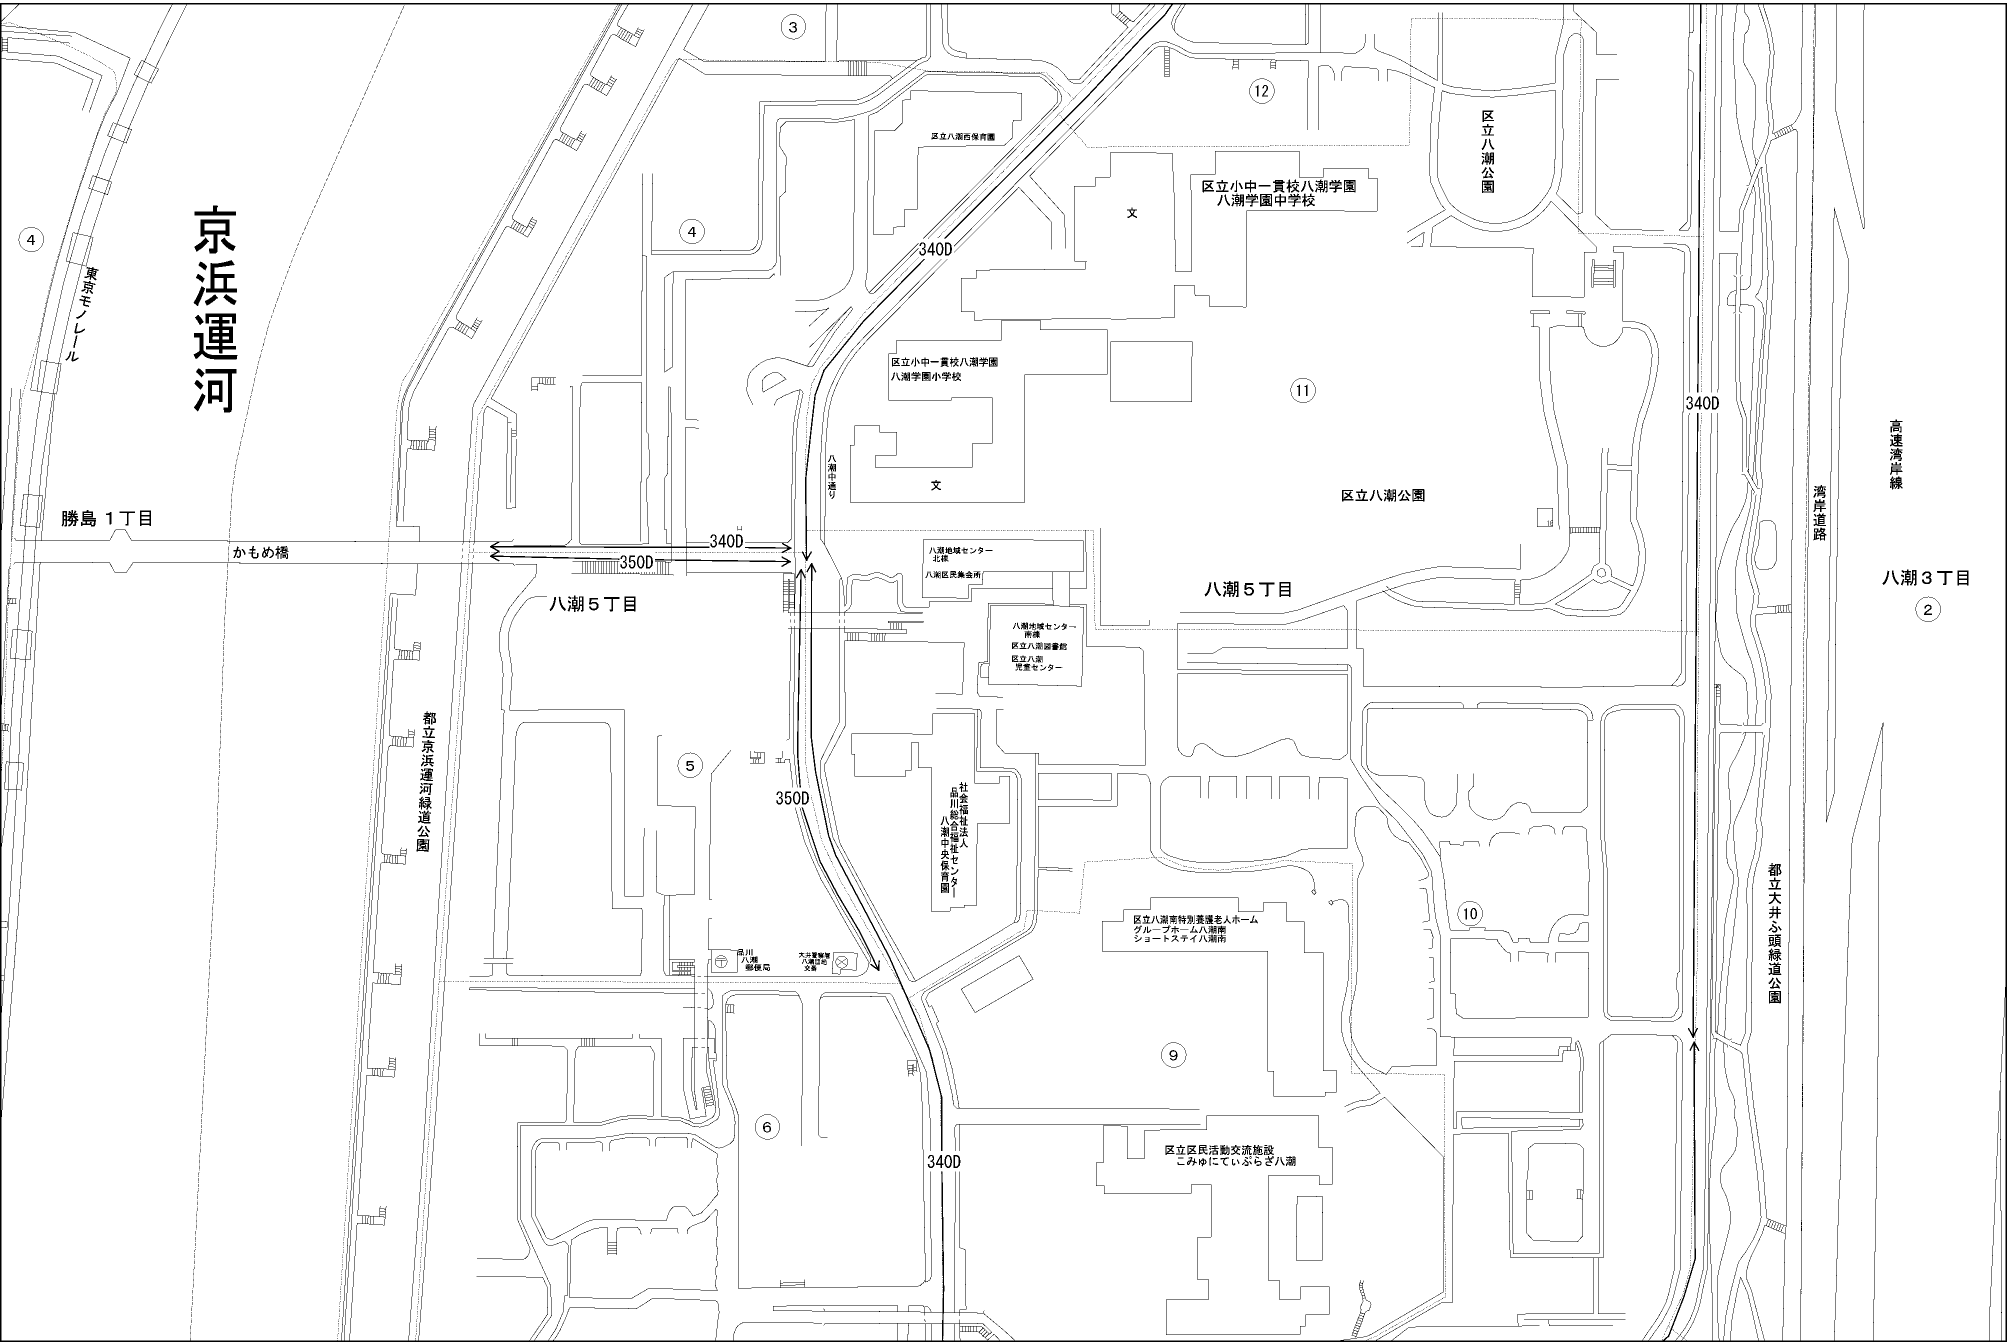 ③
④
⑫
区立八潮西保育園
区立八潮公園
区立小中一貫校八潮学園
八潮学園中学校
文
京浜運河
④
340D
東京モノレール
区立小中一貫校八潮学園
八潮学園小学校
⑪
340D
高速湾岸線
八潮中通り
文
区立八潮公園
湾岸道路
勝島１丁目
かもめ橋
340D
350D
八潮地域センター
北棟
八潮区民集会所
八潮５丁目
八潮５丁目
八潮３丁目
②
八潮地域センター
南棟
区立八潮図書館
区立八潮
児童センター
都立京浜運河緑道公園
⑤
350D
社会福祉法人
品川総合福祉センター
八潮中央保育園
都立大井ふ頭緑道公園
区立八潮南特別養護老人ホーム
グループホーム八潮南
ショートステイ八潮南
⑩
品川
八潮
郵便局
大井警察署
八潮団地
交番
⑨
⑥
340D
区立区民活動交流施設
こみゅにてぃぷらざ八潮